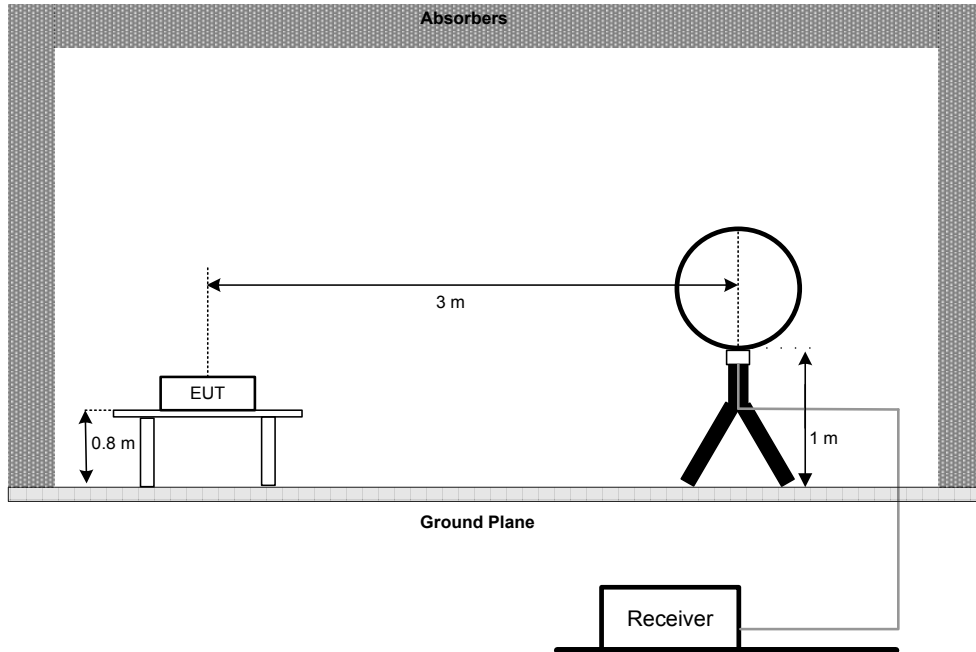 Absorbers
3 m
EUT
0.8 m
1 m
Ground Plane
Receiver